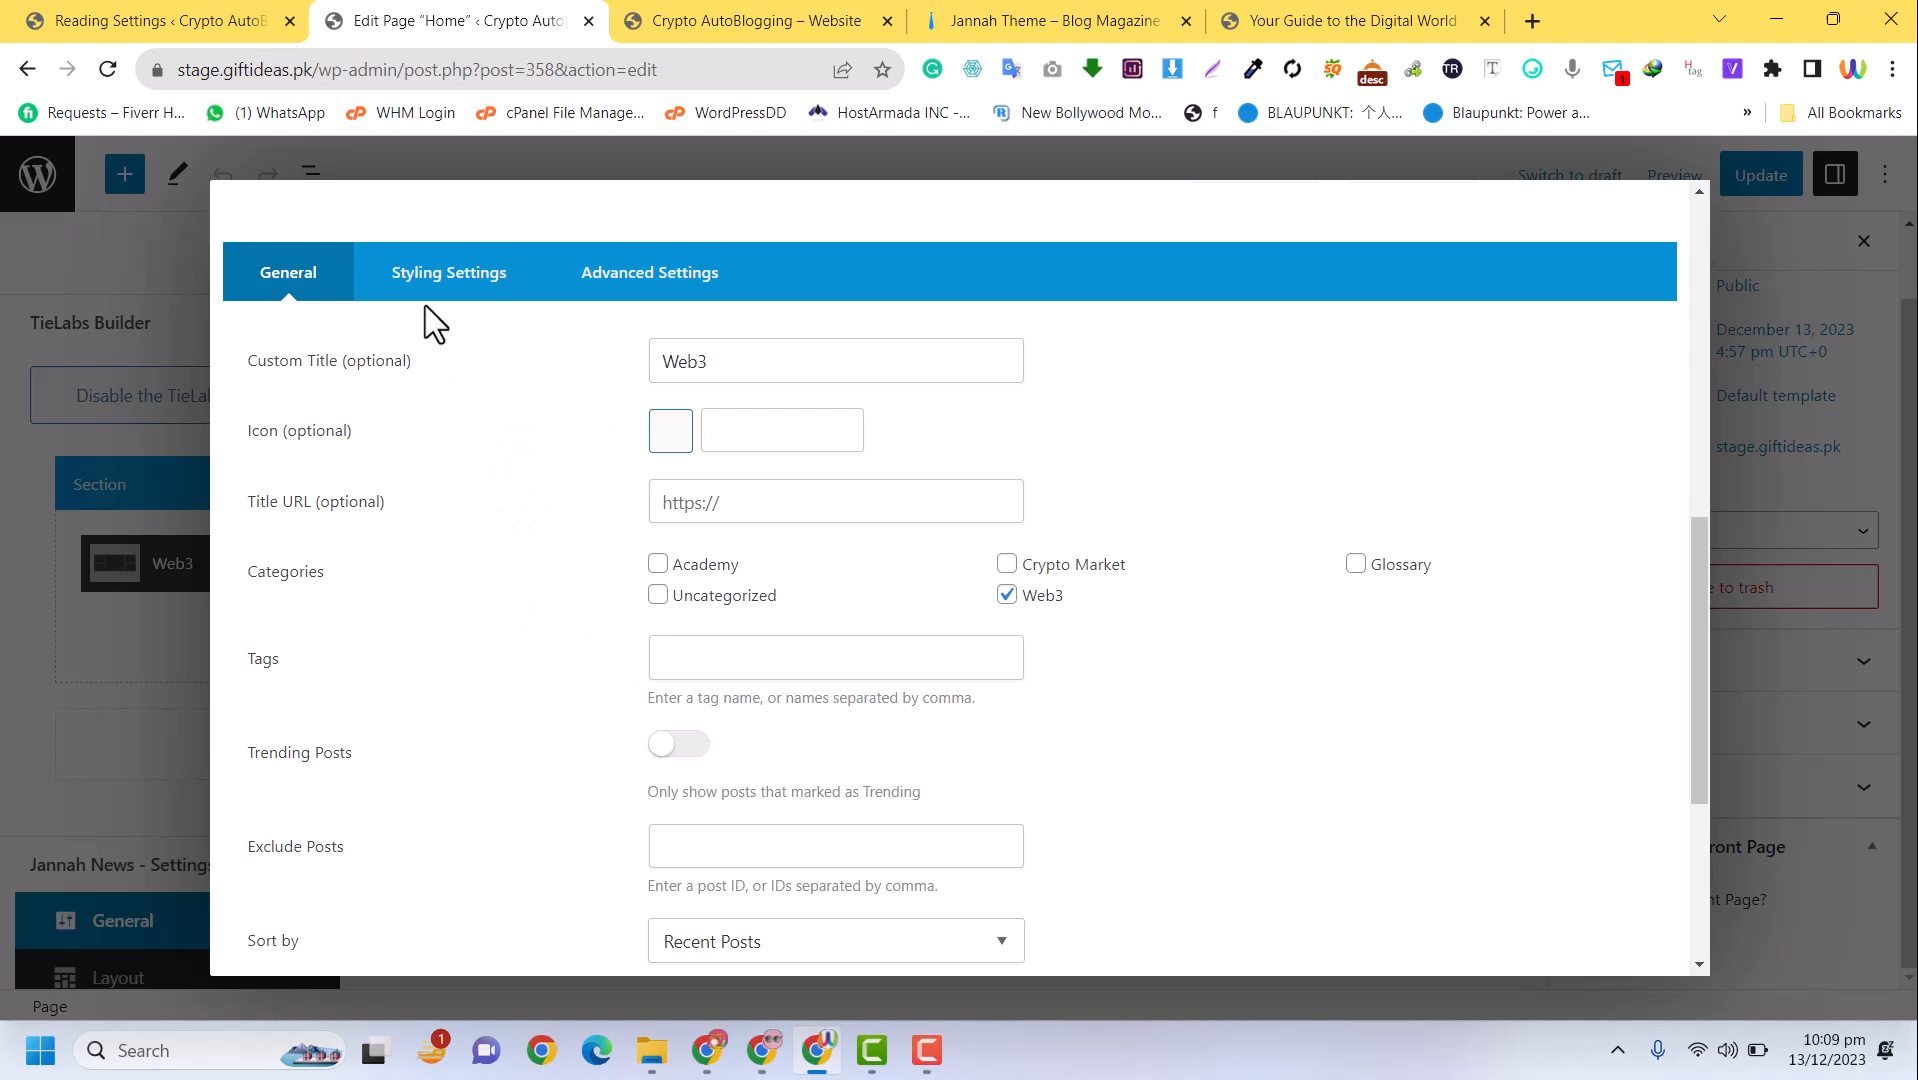 Reading Settings ‹ Crypto AutoB
Edit Page “Home” ‹ Crypto Auto
Crypto AutoBlogging – Website
Jannah Theme – Blog Magazine
Your Guide to the Digital World
stage.giftideas.pk/wp-admin/post.php?post=358&action=edit
desc
TR
T
H_tag
1
Requests – Fiverr H...
(1) WhatsApp
WHM Login
cPanel File Manage...
WordPressDD
HostArmada INC -...
New Bollywood Mo...
f
BLAUPUNKT: 个人...
Blaupunkt: Power a...
»
All Bookmarks
Switch to draft
Preview
Update
General
Styling Settings
Advanced Settings
Public
TieLabs Builder
December 13, 2023
4:57 pm UTC+0
Custom Title (optional)
Web3
Disable the TieLa
Default template
Icon (optional)
stage.giftideas.pk
Section
Title URL (optional)
https://
Web3
Categories
Academy
Crypto Market
Glossary
Uncategorized
Web3
e to trash
Tags
Enter a tag name, or names separated by comma.
Trending Posts
Only show posts that marked as Trending
Exclude Posts
ront Page
Jannah News - Settings
Enter a post ID, or IDs separated by comma.
nt Page?
General
Sort by
Recent Posts
Layout
Page
Search
1
10:09 pm
13/12/2023